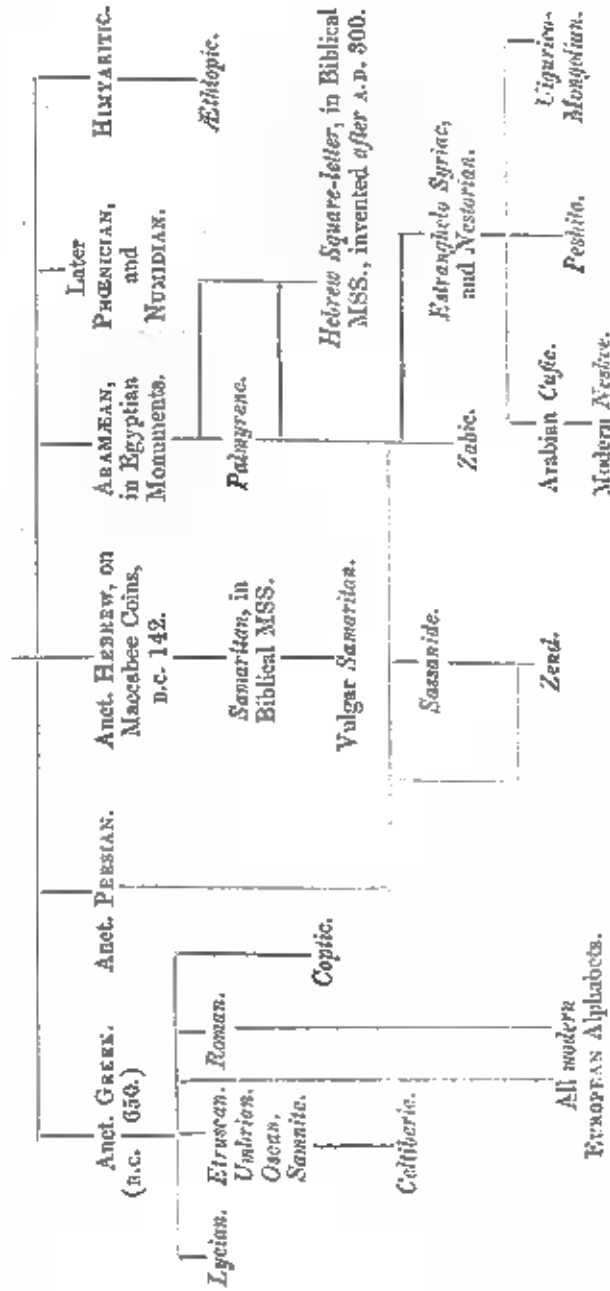 Anct. GREEK.
(B.C. 650.)
Anct. PERSIAN.
Anct. HEBREW, on
Maccabee Coins,
B.C. 142.
ARAMÆAN,
in Egyptian
Monuments.
Later
PHŒNICIAN,
and
NUMIDIAN.
HIMYARITIC.
Lycian.
Etruscan.
Umbrian.
Oscan.
Samnite.
Roman.
Coptic.
Celtiberic.
All modern
EUROPEAN Alphabets.
Samaritan, in
Biblical MSS.
Vulgar Samaritan.
Sassanide.
Zend.
Palmyrene.
Hebrew Square-letter, in Biblical
MSS., invented after A.D. 300.
Zabic.
Estranghelo Syriac,
and Nestorian.
Arabian Cufic.
Modern Neskve.
Peshito.
Uigurico-
Mongolian.
Æthiopic.